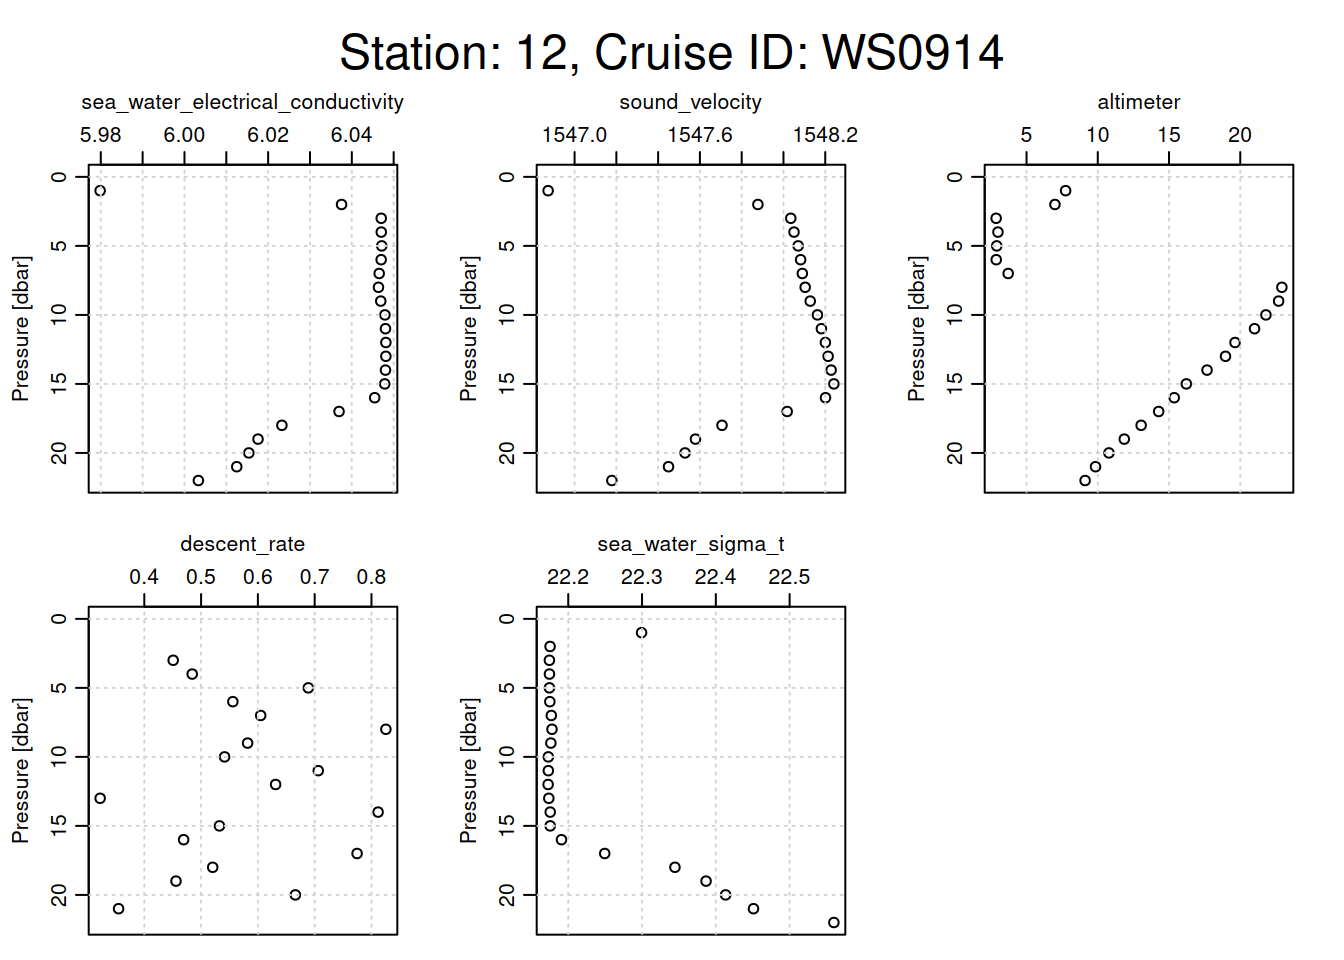 Station: 12, Cruise ID: WS0914
sea_water_electrical_conductivity
5.98 6.00 6.02 6.04
Pressure [dbar]
0 5 10 15 20
sound_velocity
1547.0 1547.6 1548.2
Pressure [dbar]
0 5 10 15 20
altimeter
5 10 15 20
Pressure [dbar]
0 5 10 15 20
descent_rate
0.4 0.5 0.6 0.7 0.8
Pressure [dbar]
0 5 10 15 20
sea_water_sigma_t
22.2 22.3 22.4 22.5
Pressure [dbar]
0 5 10 15 20